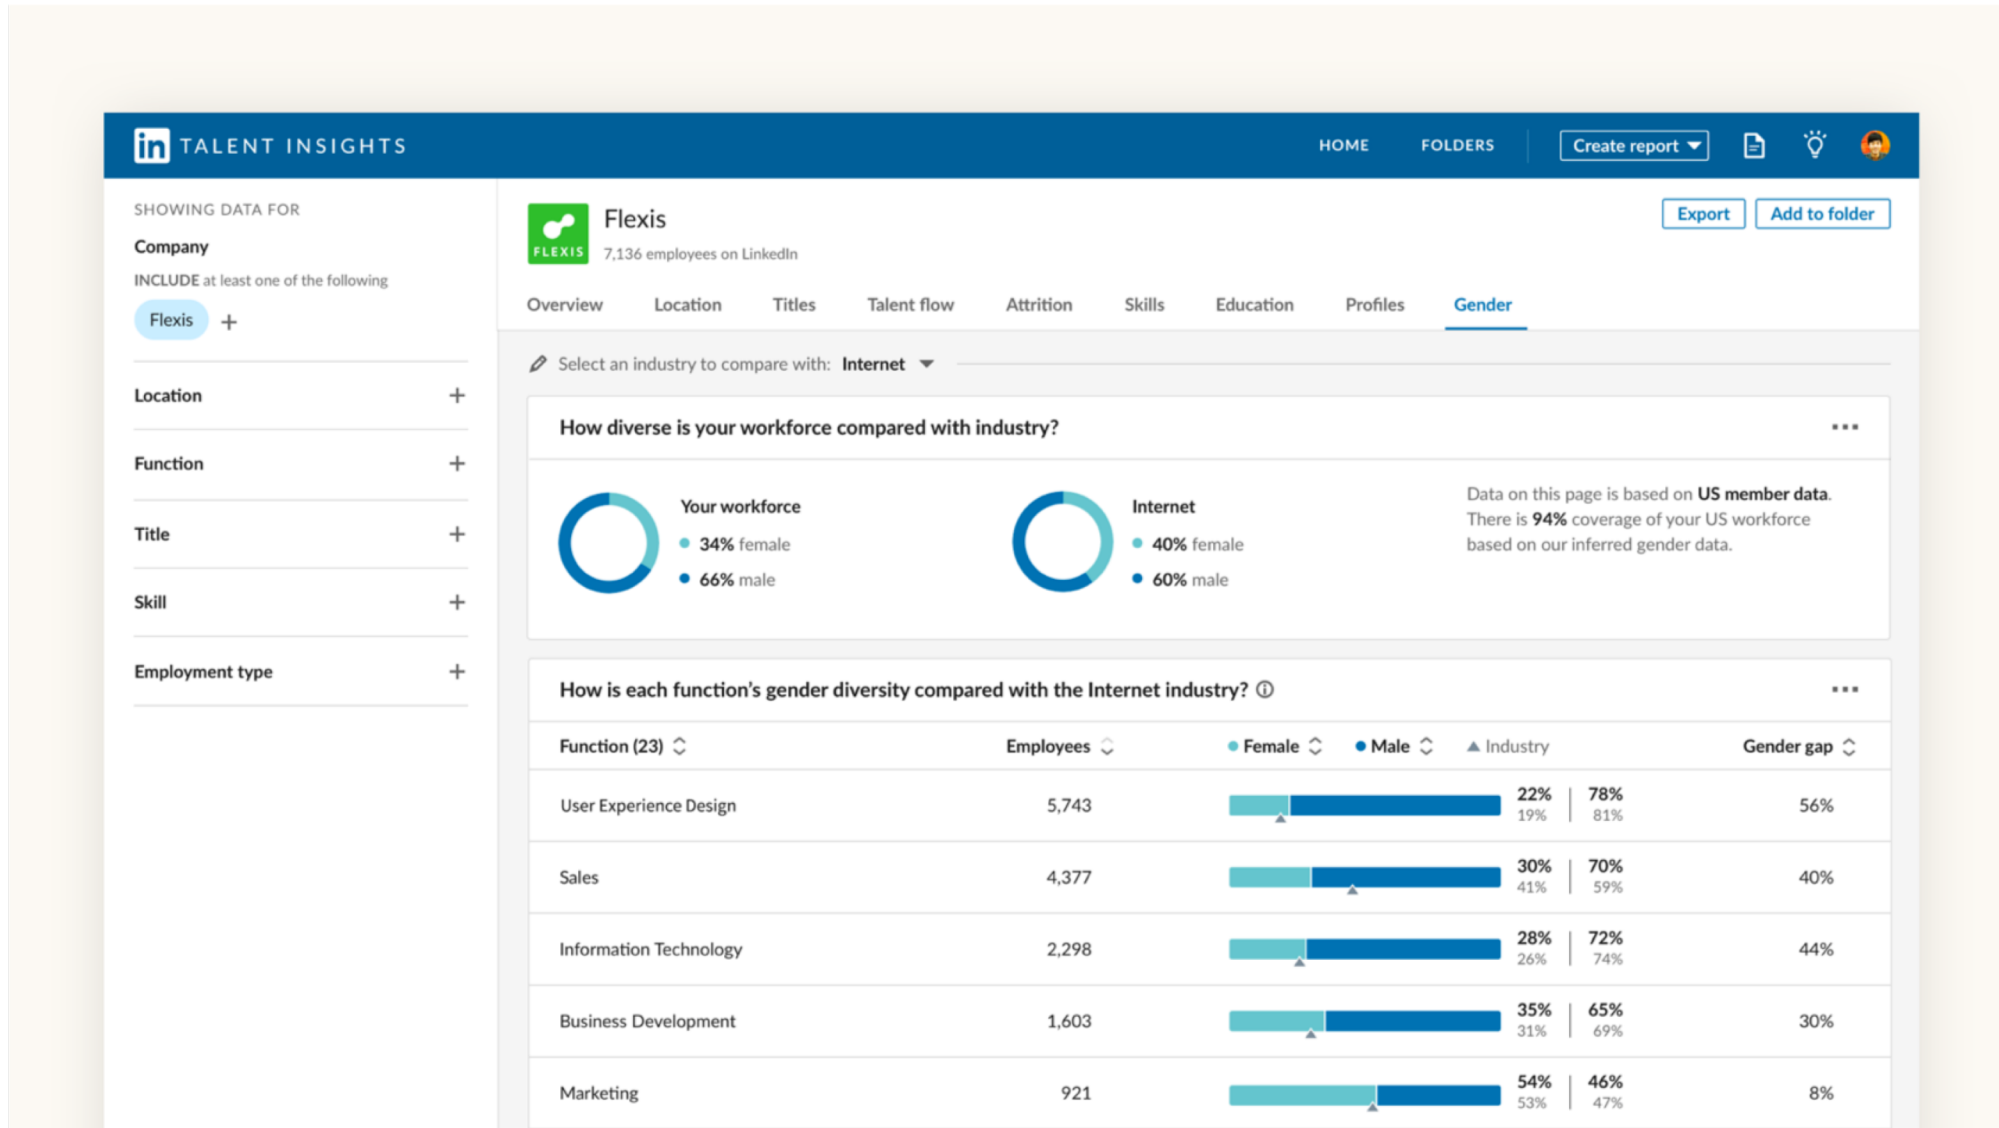 in TALENT INSIGHTS
HOME FOLDERS Create report
SHOWING DATA FOR
Company
INCLUDE at least one of the following
Flexis +
Location +
Function +
Title +
Skill +
Employment type +
FLEXIS
Flexis
7,136 employees on LinkedIn
Export Add to folder
Overview Location Titles Talent flow Attrition Skills Education Profiles Gender
Select an industry to compare with: Internet
How diverse is your workforce compared with industry?
Your workforce
34% female
66% male
Internet
40% female
60% male
Data on this page is based on US member data.
There is 94% coverage of your US workforce
based on our inferred gender data.
How is each function's gender diversity compared with the Internet industry?
Function (23) Employees Female Male Industry Gender gap
User Experience Design 5,743 22% 78% 56%
19% 81%
Sales 4,377 30% 70% 40%
41% 59%
Information Technology 2,298 28% 72% 44%
26% 74%
Business Development 1,603 35% 65% 30%
31% 69%
Marketing 921 54% 46% 8%
53% 47%